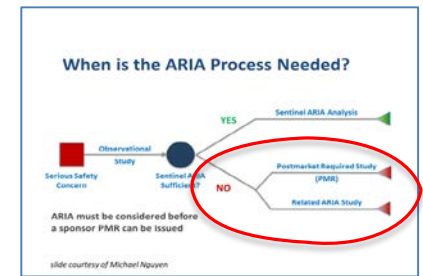 When is the ARIA Process Needed?
YES
Sentinel ARIA Analysis
Observational
Study
Serious Safety
Concern
Sentinel ARIA
Sufficient?
NO
Postmarket Required Study
(PMR)
Related ARIA Study
ARIA must be considered before
a sponsor PMR can be issued
slide courtesy of Michael Nguyen